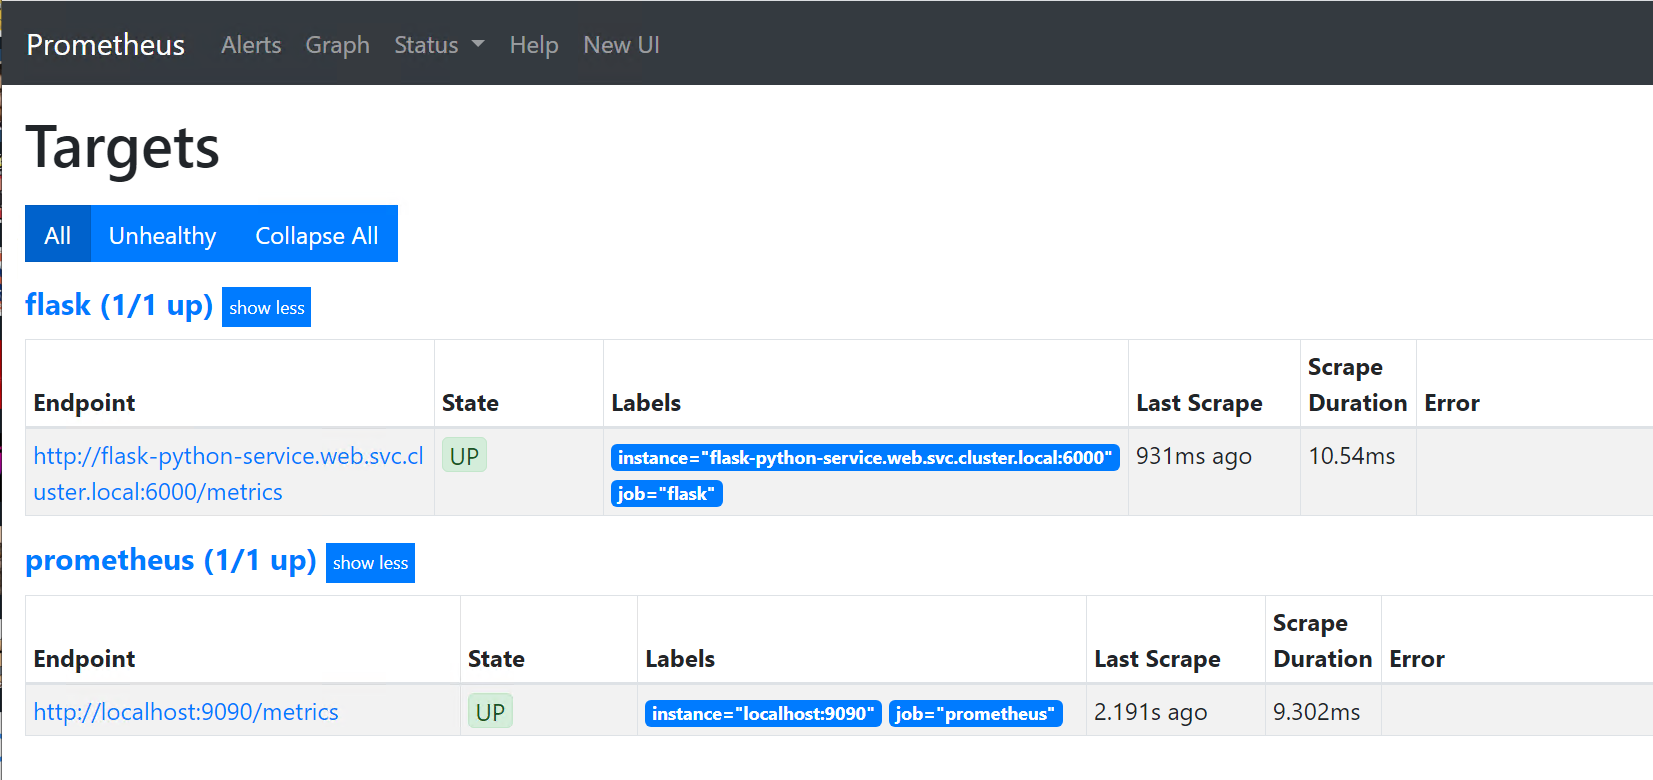 Prometheus Alerts Graph Status Help New UI
Targets
All Unhealthy Collapse All
flask (1/1 up) show less
Endpoint State Labels Last Scrape Scrape Duration Error
http://flask-python-service.web.svc.cl
uster.local:6000/metrics
UP
instance="flask-python-service.web.svc.cluster.local:6000"
job="flask"
931ms ago
10.54ms
prometheus (1/1 up) show less
Endpoint State Labels Last Scrape Scrape Duration Error
http://localhost:9090/metrics UP instance="localhost:9090" job="prometheus" 2.191s ago 9.302ms